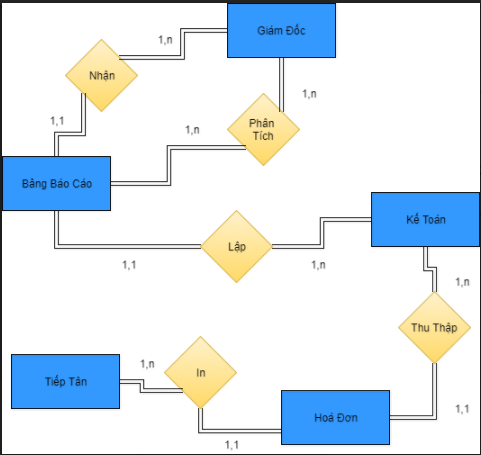 Giám Đốc
1,n
Nhận
1,n
1,1
Phân
Tích
1,n
Bảng Báo Cáo
Kế Toán
Lập
1,1
1,n
1,n
Thu Thập
1,n
In
Tiếp Tân
1,1
Hoá Đơn
1,1